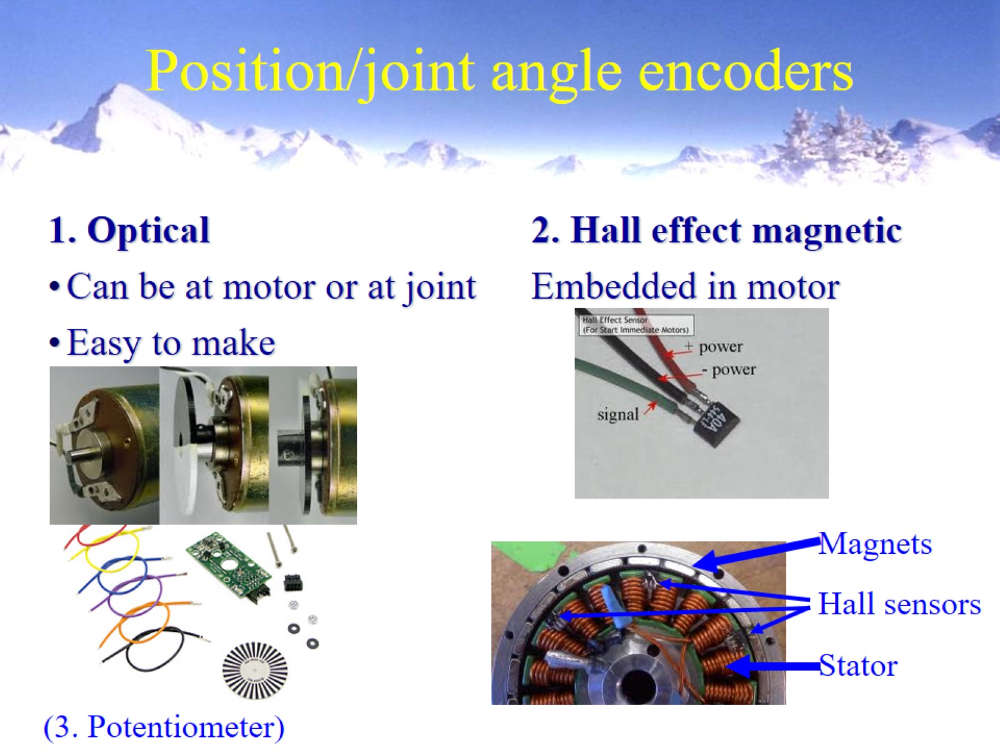 Position/joint angle encoders
1. Optical
• Can be at motor or at joint
• Easy to make
(3. Potentiometer)
2. Hall effect magnetic
Embedded in motor
Hall Effect Sensor
(For Start Immediate Motors)
+ power
- power
signal
40A
544-LF
Magnets
Hall sensors
Stator